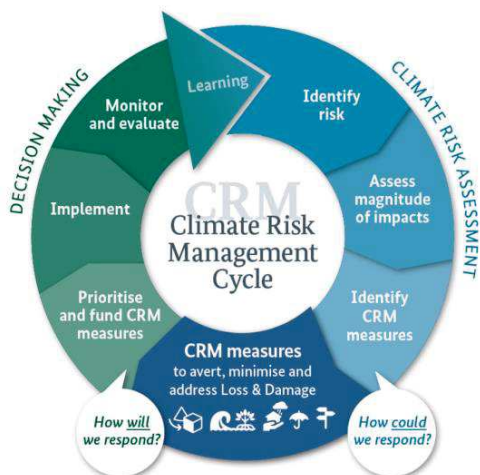 DECISION MAKING
CLIMATE RISK ASSESSMENT
Learning
Identify
risk
Assess
magnitude
of impacts
Identify
CRM
measures
CRM measures
to avert, minimise and
address Loss & Damage
Prioritise
and fund CRM
measures
Implement
Monitor
and evaluate
CRM
Climate Risk
Management
Cycle
How will
we respond?
How could
we respond?